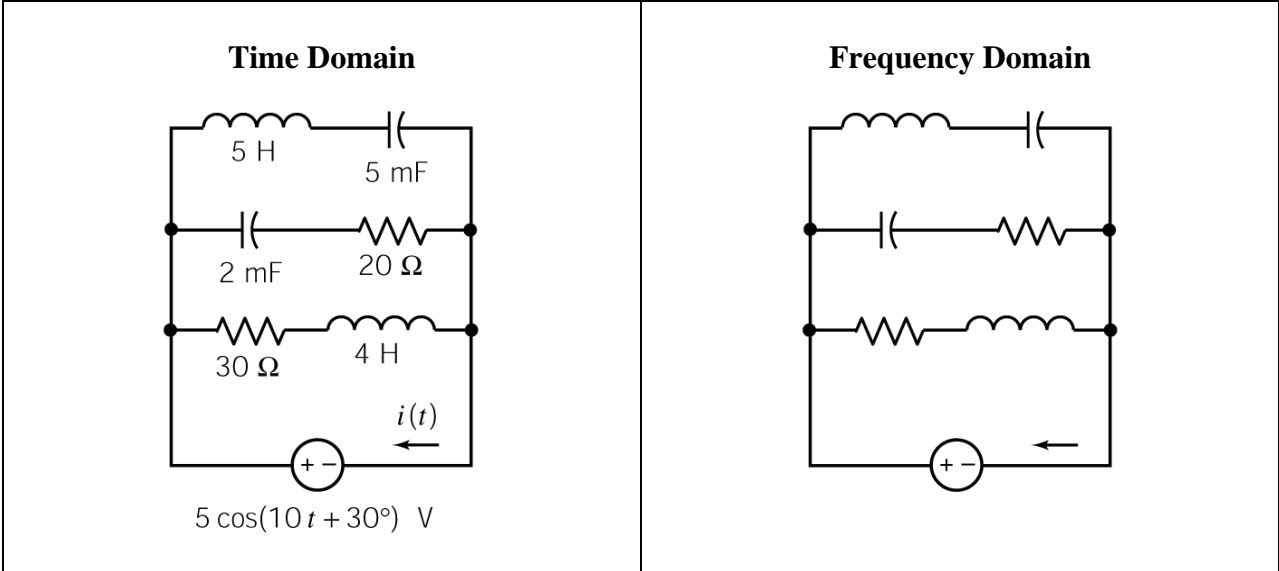 Time Domain
5 H
5 mF
2 mF
20 Ω
30 Ω
4 H
i(t)
+ −
5 cos(10 t + 30°) V
Frequency Domain
+ −